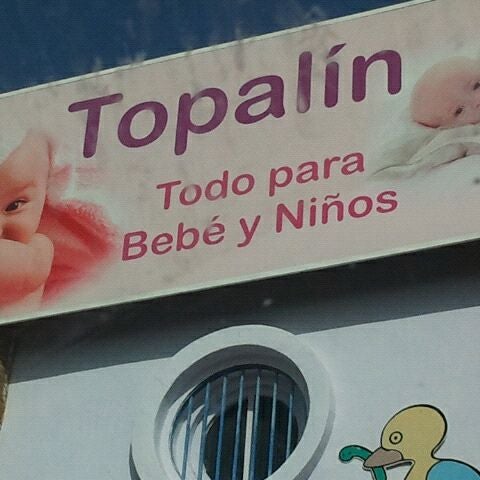 Topalín
Todo para
Bebé y Niños